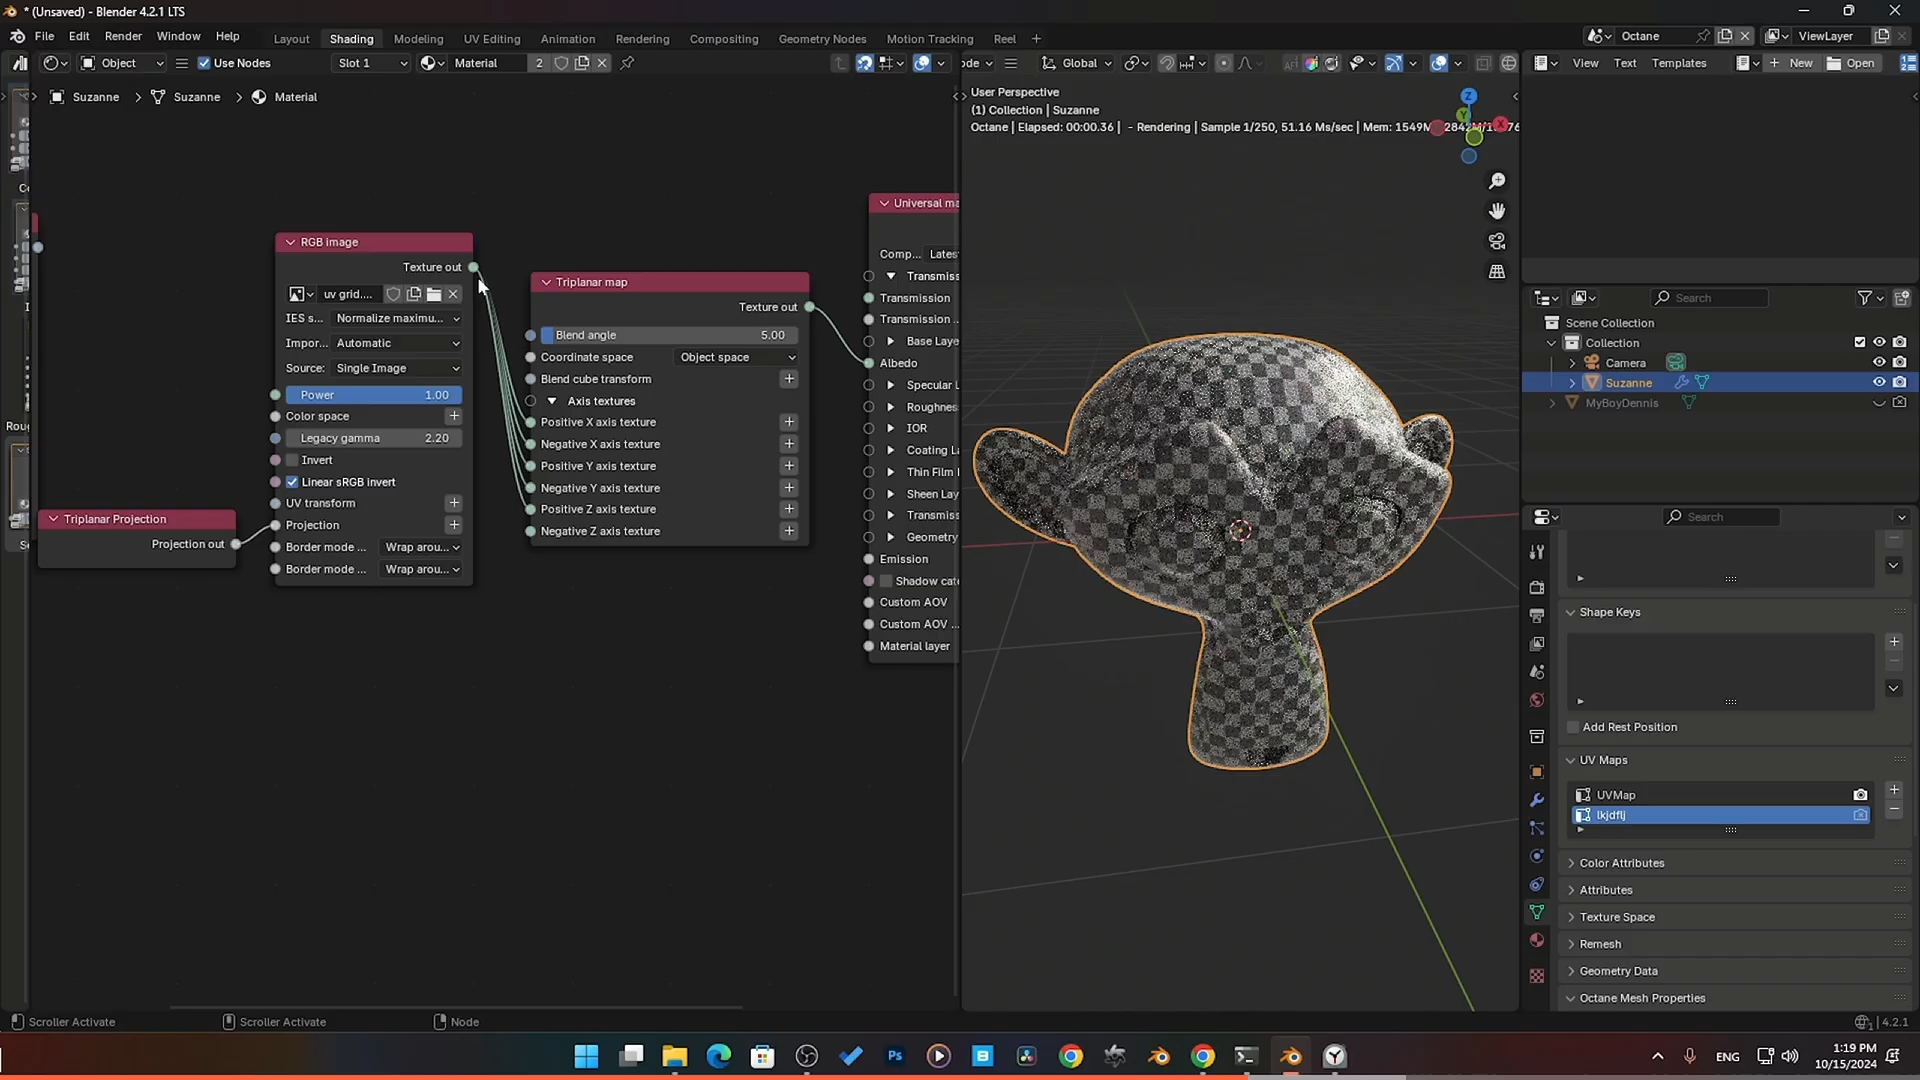 * (Unsaved) - Blender 4.2.1 LTS
File Edit Render Window Help Layout Shading Modeling UV Editing Animation Rendering Compositing Geometry Nodes Motion Tracking Reel + Octane ViewLayer
Object Use Nodes Slot 1 Material 2
Global
View Text Templates New Open
Suzanne > Suzanne > Material
User Perspective
(1) Collection | Suzanne
Octane | Elapsed: 00:00.36 | - Rendering | Sample 1/250, 51.16 Ms/sec | Mem: 1549M
Z
Y
X
RGB image
Texture out
uv grid....
IES s... Normalize maximu...
Impor... Automatic
Source: Single Image
Power 1.00
Color space
Legacy gamma 2.20
Invert
Linear sRGB invert
UV transform
Projection
Border mode ... Wrap arou...
Border mode ... Wrap arou...
Triplanar Projection
Projection out
Triplanar map
Texture out
Blend angle 5.00
Coordinate space Object space
Blend cube transform
Axis textures
Positive X axis texture
Negative X axis texture
Positive Y axis texture
Negative Y axis texture
Positive Z axis texture
Negative Z axis texture
Universal ma
Comp... Lates
Transmiss
Transmission
Transmission ...
Base Laye
Albedo
Specular L
Roughnes
IOR
Coating La
Thin Film
Sheen Lay
Transmis
Geometry
Emission
Shadow cat
Custom AOV
Custom AOV ...
Material layer
Search
Scene Collection
Collection
Camera
Suzanne
MyBoyDennis
Search
Shape Keys
Add Rest Position
UV Maps
UVMap
lkjdflj
Color Attributes
Attributes
Texture Space
Remesh
Geometry Data
Octane Mesh Properties
Scroller Activate Scroller Activate Node 4.2.1
Ps
ENG
1:19 PM
10/15/2024